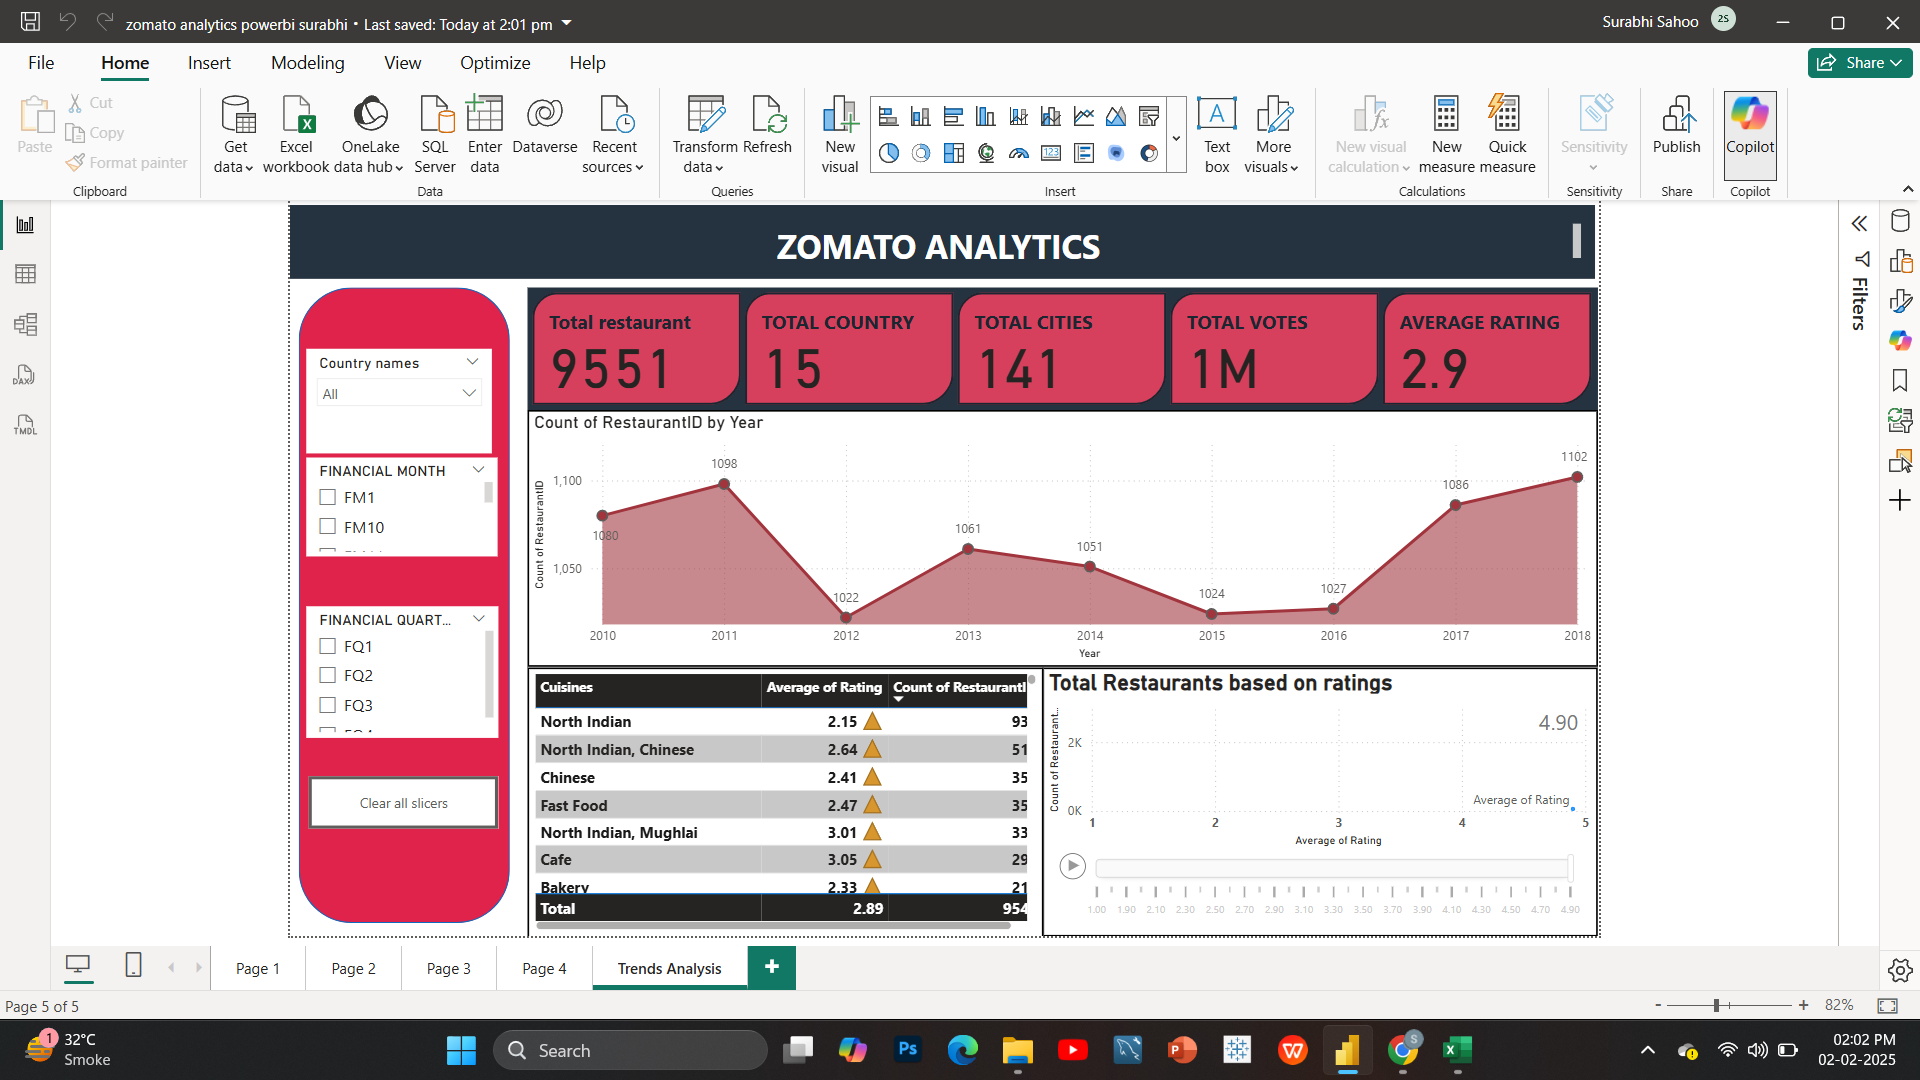 zomato analytics powerbi surabhi • Last saved: Today at 2:01 pm
Surabhi Sahoo
2S
File Home Insert Modeling View Optimize Help
Share
Paste
Cut
Copy
Format painter
Clipboard
Get data
Excel workbook
OneLake data hub
SQL Server
Enter data
Dataverse
Recent sources
Data
Transform data
Refresh
Queries
New visual
Text box
More visuals
Insert
New visual calculation
New measure
Quick measure
Calculations
Sensitivity
Sensitivity
Publish
Share
Copilot
Copilot
DAX
TMDL
Filters
ZOMATO ANALYTICS
Country names
All
FINANCIAL MONTH
FM1
FM10
FINANCIAL QUART...
FQ1
FQ2
FQ3
Clear all slicers
Total restaurant
9551
TOTAL COUNTRY
15
TOTAL CITIES
141
TOTAL VOTES
1M
AVERAGE RATING
2.9
Count of RestaurantID by Year
Count of RestaurantID
1,100
1,050
1080
1098
1022
1061
1051
1024
1027
1086
1102
2010 2011 2012 2013 2014 2015 2016 2017 2018
Year
Cuisines Average of Rating Count of RestaurantI
North Indian 2.15 93
North Indian, Chinese 2.64 51
Chinese 2.41 35
Fast Food 2.47 35
North Indian, Mughlai 3.01 33
Cafe 3.05 29
Bakery 2.33 21
Total 2.89 954
Total Restaurants based on ratings
Count of Restaurant...
4.90
2K
0K
Average of Rating
1 2 3 4 5
Average of Rating
1.00 1.90 2.10 2.30 2.50 2.70 2.90 3.10 3.30 3.50 3.70 3.90 4.10 4.30 4.50 4.70 4.90
Page 1 Page 2 Page 3 Page 4 Trends Analysis +
Page 5 of 5
- + 82%
1
32°C
Smoke
Search
Ps
P
W
S
X
02:02 PM
02-02-2025